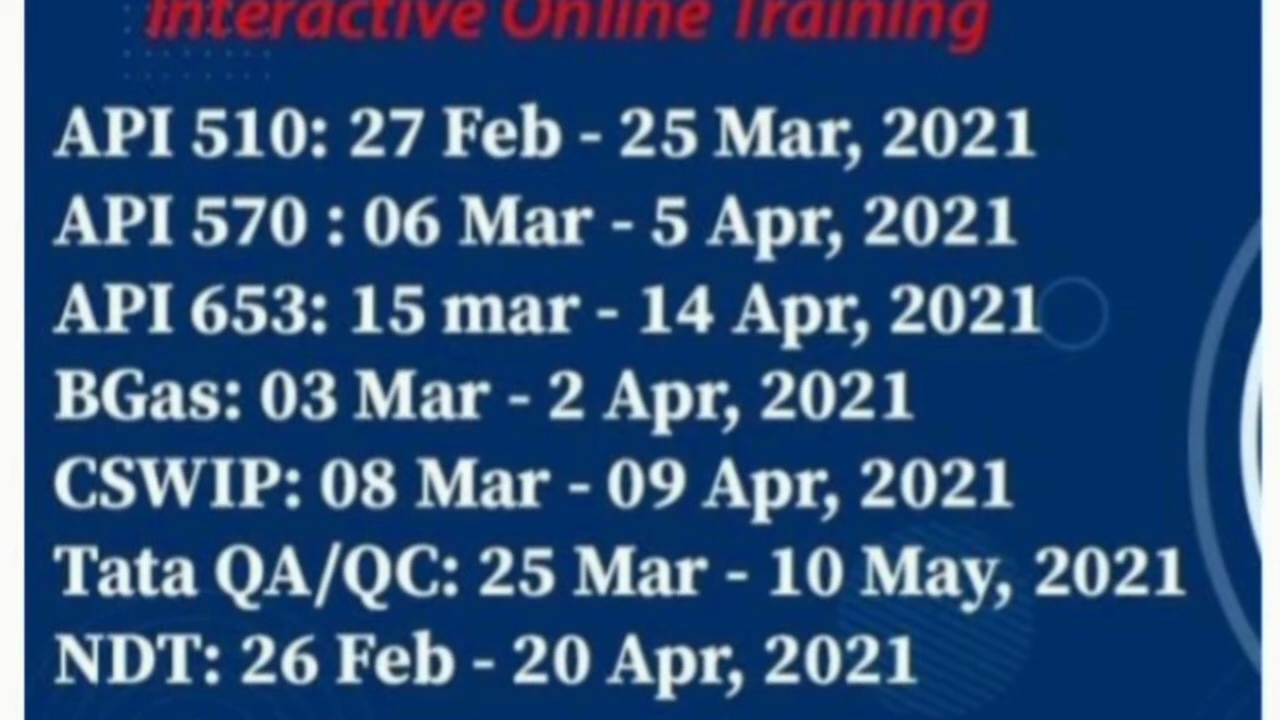 Interactive Online Training
API 510: 27 Feb - 25 Mar, 2021
API 570 : 06 Mar - 5 Apr, 2021
API 653: 15 mar - 14 Apr, 2021
BGas: 03 Mar - 2 Apr, 2021
CSWIP: 08 Mar - 09 Apr, 2021
Tata QA/QC: 25 Mar - 10 May, 2021
NDT: 26 Feb - 20 Apr, 2021